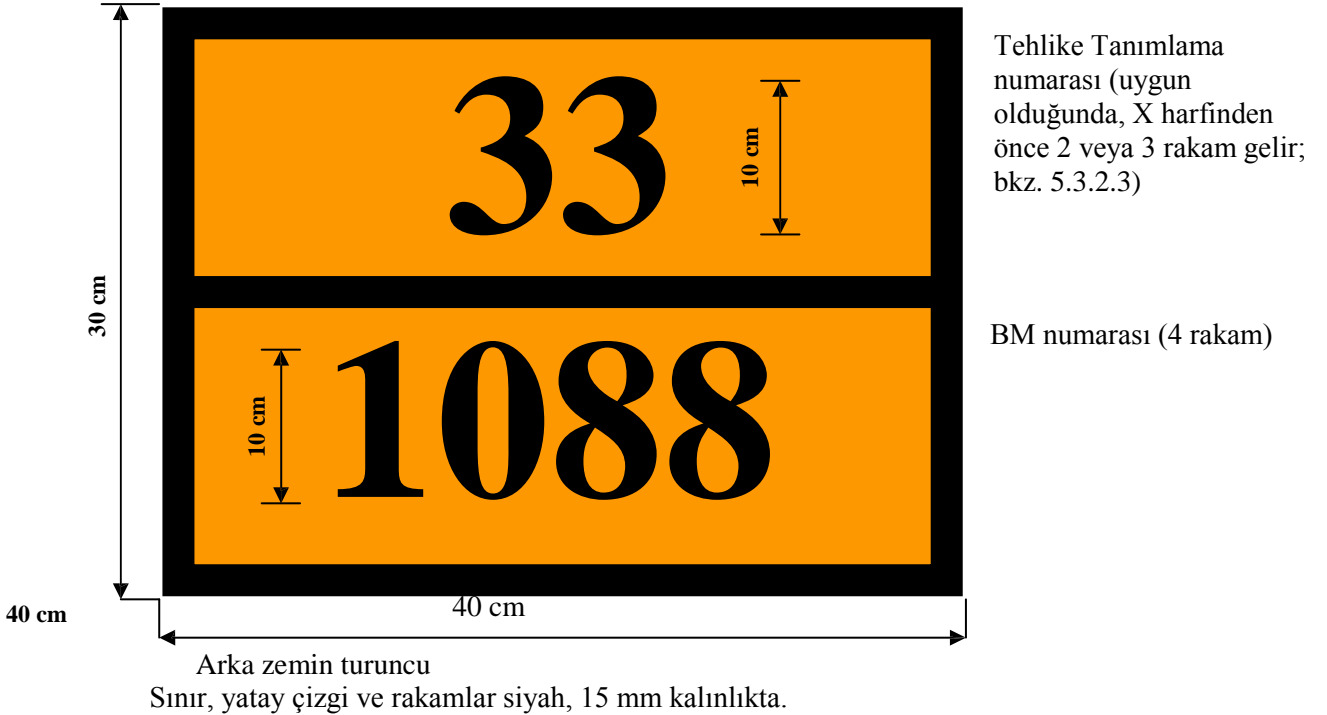 Tehlike Tanımlama
numarası (uygun
olduğunda, X harfinden
önce 2 veya 3 rakam gelir;
bkz. 5.3.2.3)
33
10 cm
30 cm
BM numarası (4 rakam)
10 cm
1088
40 cm
40 cm
Arka zemin turuncu
Sınır, yatay çizgi ve rakamlar siyah, 15 mm kalınlıkta.